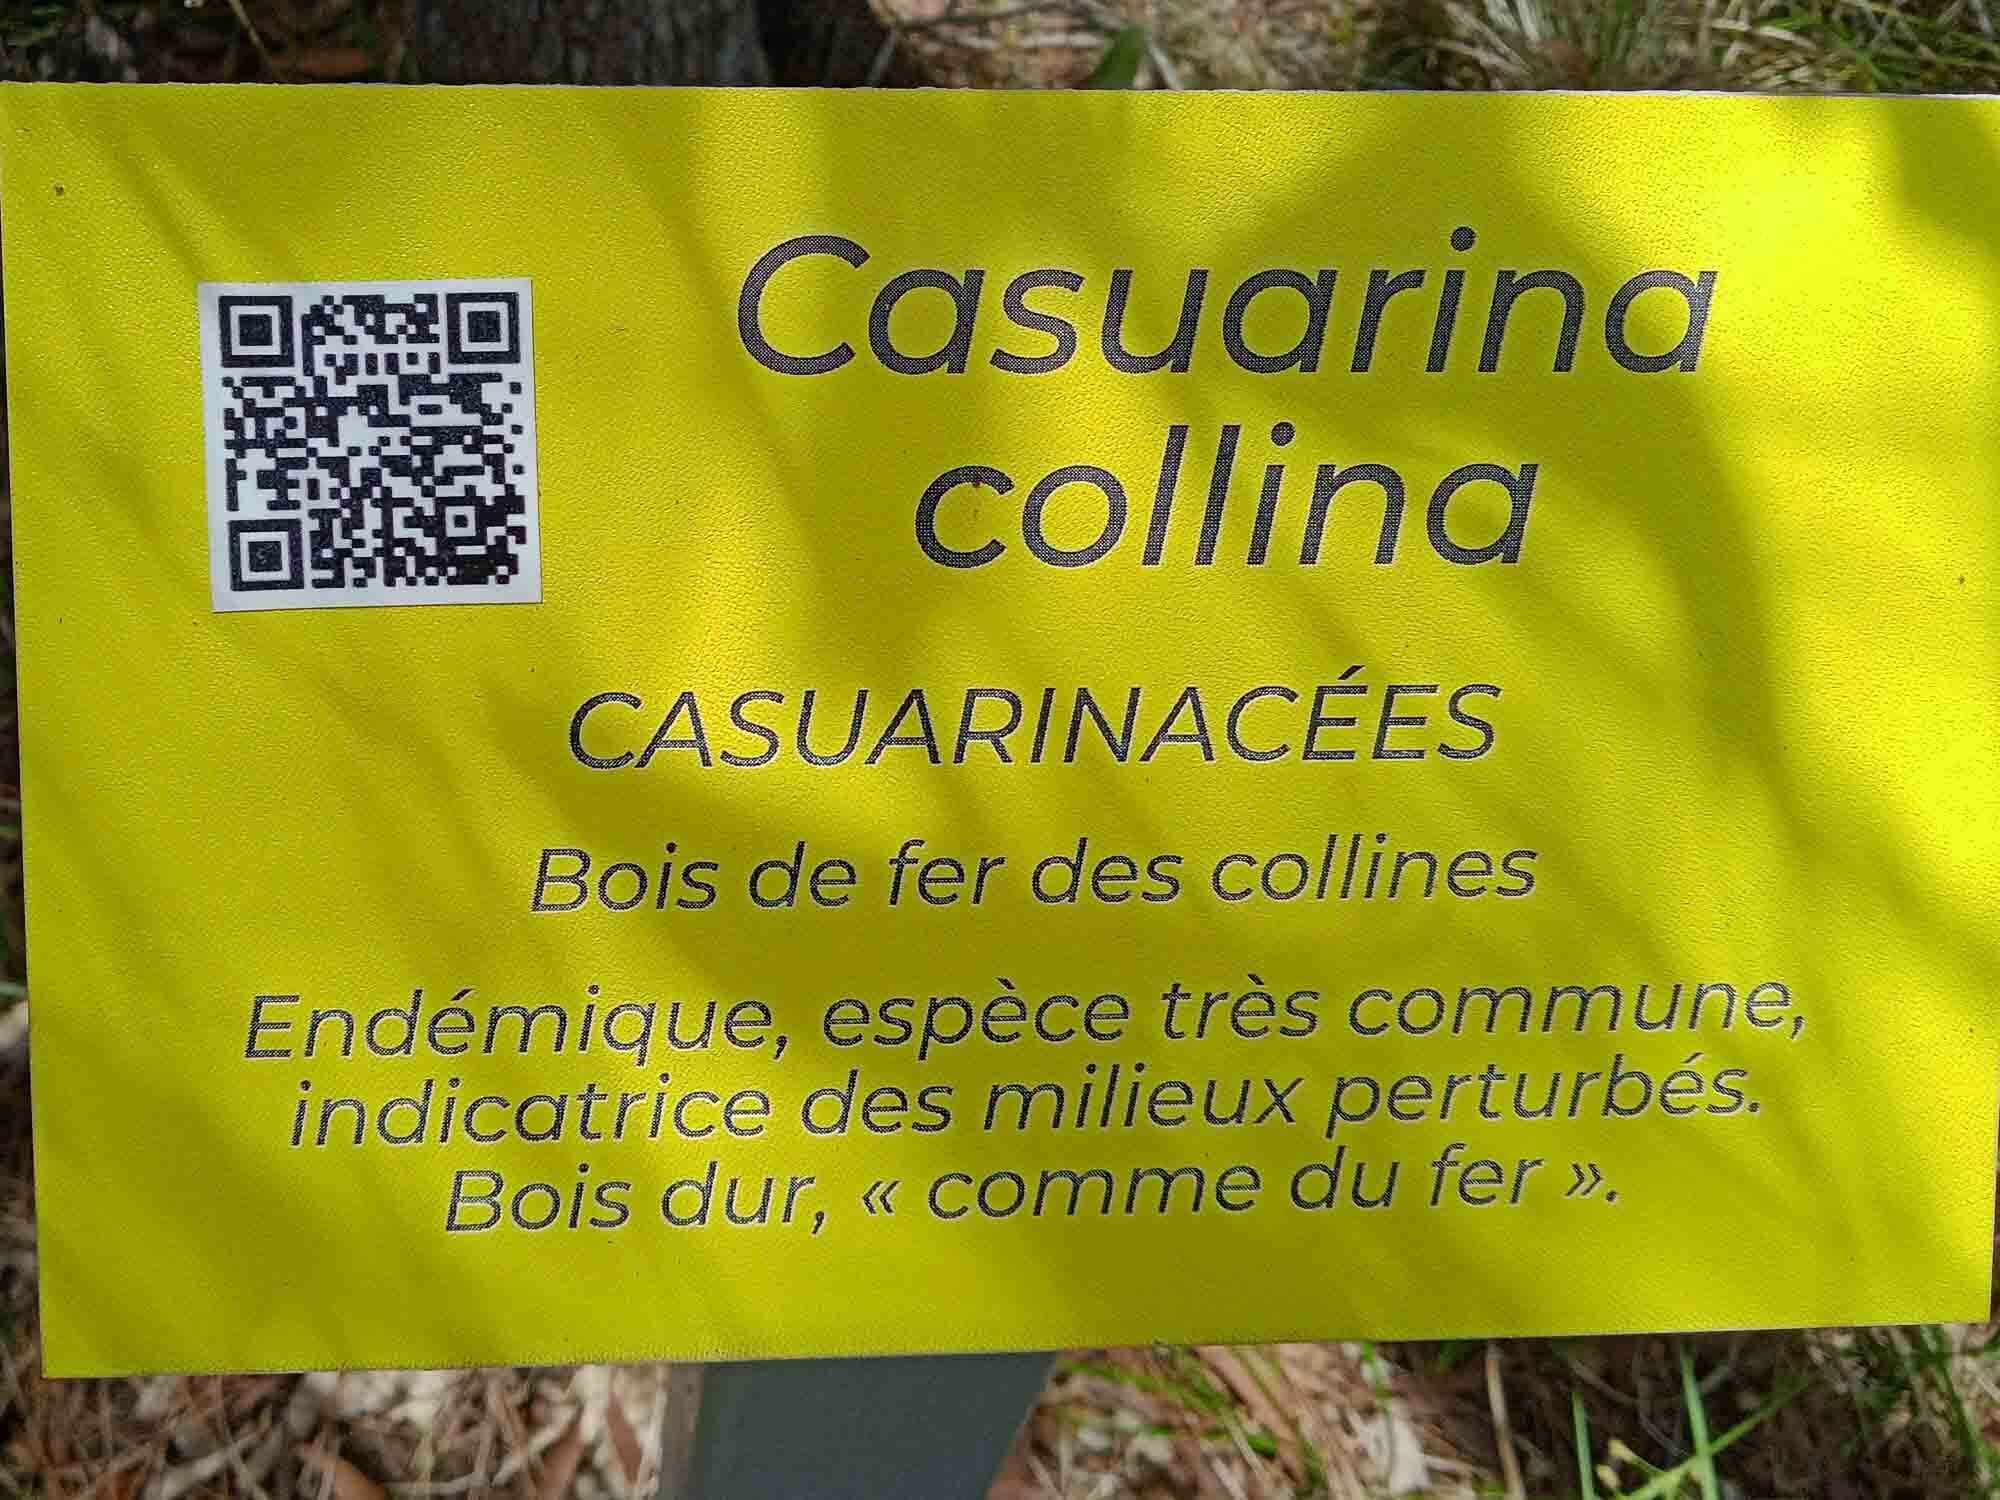 Casuarina
collina
CASUARINACÉES
Bois de fer des collines
Endémique, espèce très commune,
indicatrice des milieux perturbés.
Bois dur, « comme du fer ».